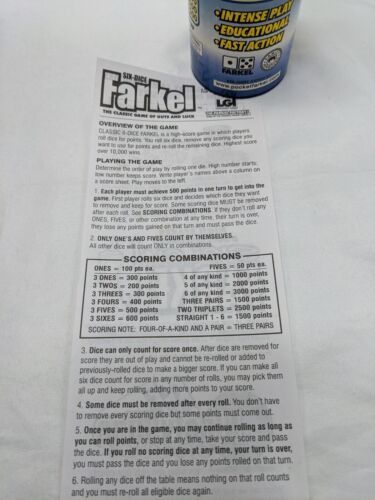 • INTENSE PLAY
• EDUCATIONAL
• FAST ACTION
FARKEL
www.pocketfarkel.com
SIX-DICE
Farkel
LGI
THE CLASSIC GAME OF GUTS AND LUCK
OVERVIEW OF THE GAME
CLASSIC 6-DICE FARKEL is a high-score game in which players
roll dice for points. You roll six dice, remove any scoring dice you
want to use for points and re-roll the remaining dice. Highest score
over 10,000 wins.
PLAYING THE GAME
Determine the order of play by rolling one die. High number starts;
low number keeps score. Write player's names above a column on
a score sheet. Play moves to the left.
1. Each player must achieve 500 points in one turn to get into the
game. First player rolls six dice and decides which dice they want
to remove and keep for score. Some scoring dice MUST be removed
after each roll. See SCORING COMBINATIONS. If they don't roll any
ONES, FIVES, or other combination at any time, their turn is over,
they lose any points gained on that turn and must pass the dice.
2. ONLY ONE'S AND FIVES COUNT BY THEMSELVES.
All other dice will count ONLY in combinations.
SCORING COMBINATIONS
ONES = 100 pts ea. FIVES = 50 pts ea.
3 ONES = 300 points 4 of any kind = 1000 points
3 TWOS = 200 points 5 of any kind = 2000 points
3 THREES = 300 points 6 of any kind = 3000 points
3 FOURS = 400 points THREE PAIRS = 1500 points
3 FIVES = 500 points TWO TRIPLETS = 2500 points
3 SIXES = 600 points STRAIGHT 1 - 6 = 1500 points
SCORING NOTE: FOUR-OF-A-KIND AND A PAIR = THREE PAIRS
3. Dice can only count for score once. After dice are removed for
score they are out of play and cannot be re-rolled or added to
previously-rolled dice to make a bigger score. If you can make all
six dice count for score in any number of rolls, you may pick them
all up and keep rolling, adding more points to your score.
4. Some dice must be removed after every roll. You don't have
to remove every scoring dice but some points must come out.
5. Once you are in the game, you may continue rolling as long as
you can roll points, or stop at any time, take your score and pass
the dice. If you roll no scoring dice at any time, your turn is over,
you must pass the dice and you lose any points rolled on that turn.
6. Rolling any dice off the table means nothing on that roll counts
and you must re-roll all eligible dice again.